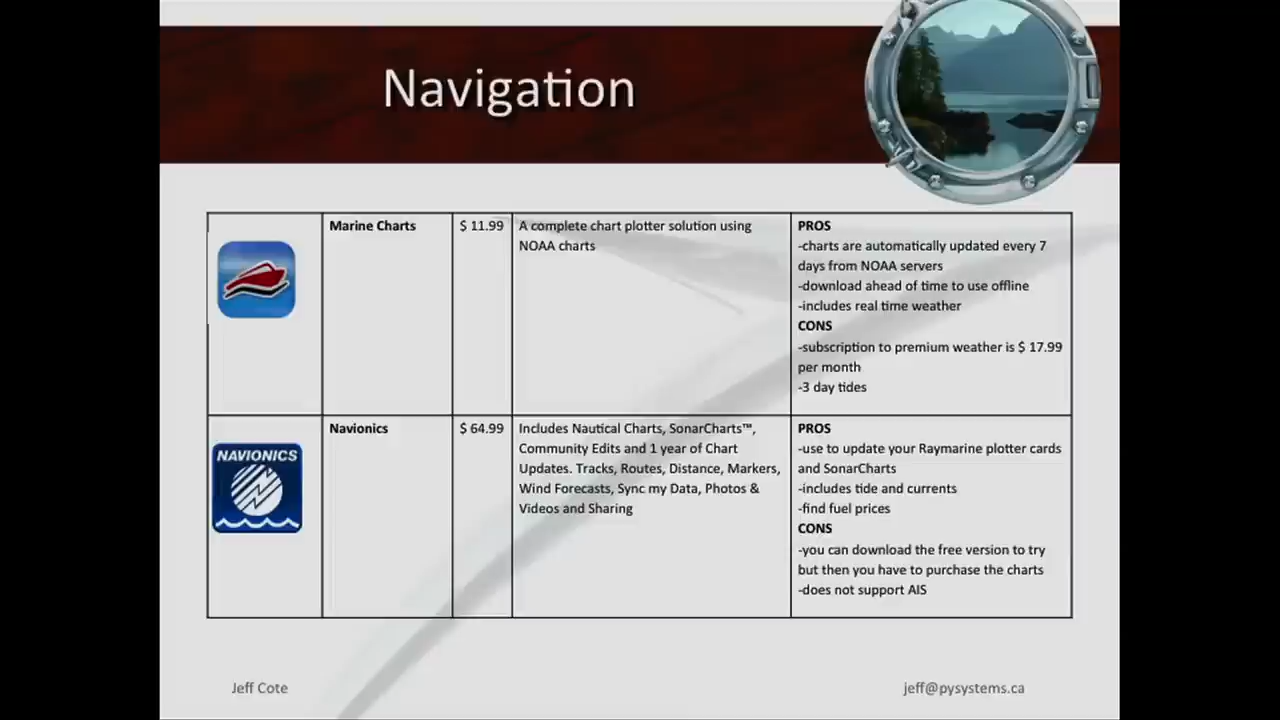 Navigation
Marine Charts
$ 11.99
A complete chart plotter solution using
NOAA charts
PROS
-charts are automatically updated every 7
days from NOAA servers
-download ahead of time to use offline
-includes real time weather
CONS
-subscription to premium weather is $ 17.99
per month
-3 day tides
NAVIONICS
Navionics
$ 64.99
Includes Nautical Charts, SonarCharts™,
Community Edits and 1 year of Chart
Updates. Tracks, Routes, Distance, Markers,
Wind Forecasts, Sync my Data, Photos &
Videos and Sharing
PROS
-use to update your Raymarine plotter cards
and SonarCharts
-includes tide and currents
-find fuel prices
CONS
-you can download the free version to try
but then you have to purchase the charts
-does not support AIS
Jeff Cote
jeff@pysystems.ca